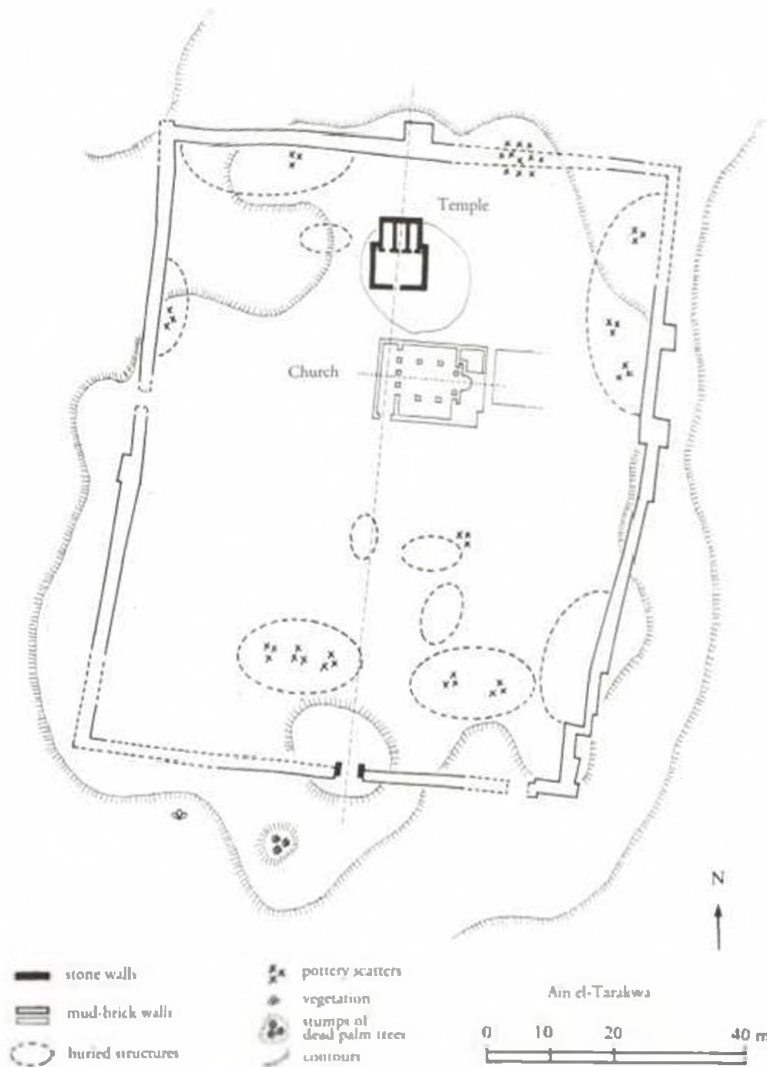 Temple
Church
N
stone walls
mud-brick walls
buried structures
pottery scatters
vegetation
stumps of
dead palm trees
contours
Ain el-Tarakwa
0 10 20 40 m